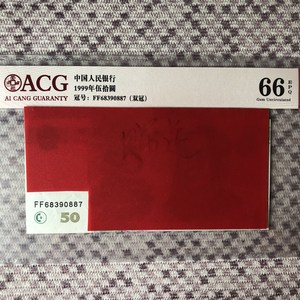 ACG
AI CANG GUARANTY
中国人民银行
1999年伍拾圆
冠号：FF68390887（双冠）
66 EPQ
Gem Uncirculated
FF68390887
50